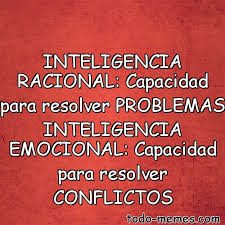 INTELIGENCIA
RACIONAL: Capacidad
para resolver PROBLEMAS
INTELIGENCIA
EMOCIONAL: Capacidad
para resolver
CONFLICTOS
todo-memes.com